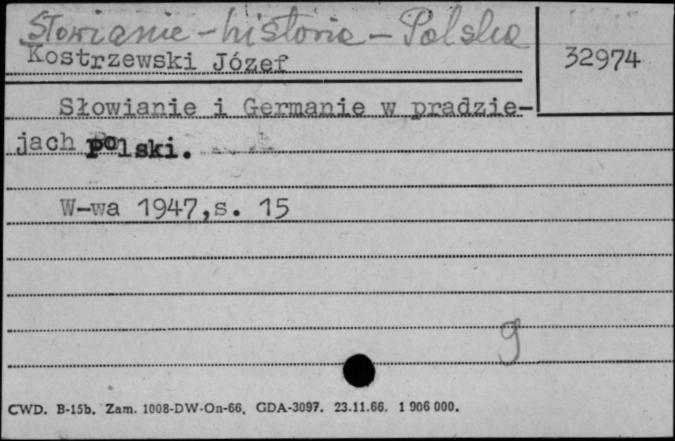 Słowianie - historia - Polska
Kostrzewski Józef
32974
Słowianie i Germanie w pradzie-
jach Polski.
W-wa 1947,s. 15
g
CWD. B-15b. Zam. 1008-DW-On-66. GDA-3097. 23.11.66. 1 906 000.